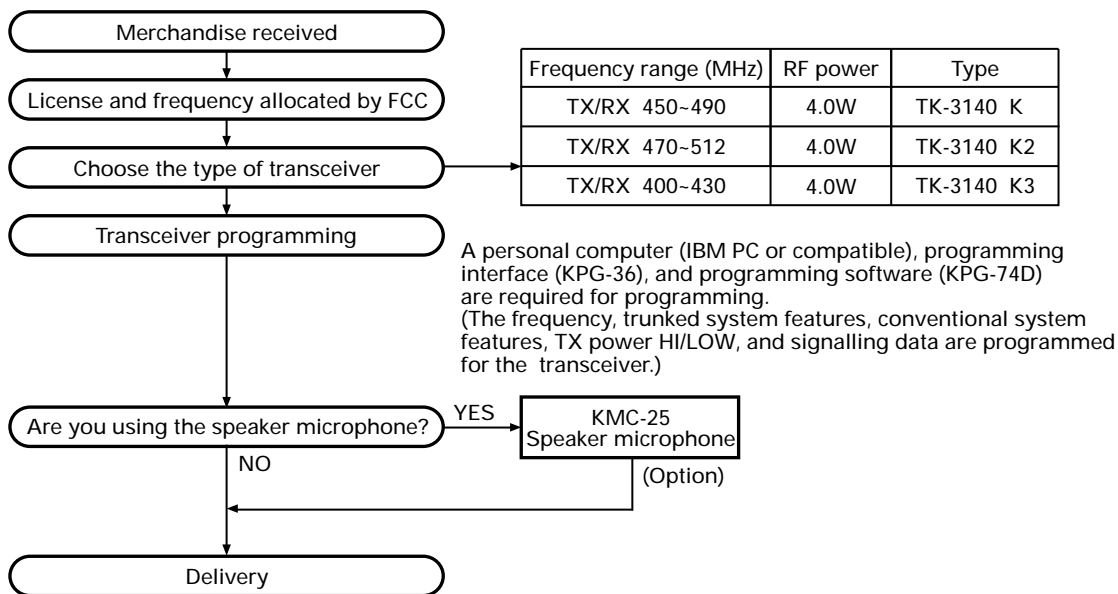 Merchandise received
License and frequency allocated by FCC
Choose the type of transceiver
Frequency range (MHz) RF power Type
TX/RX 450~490 4.0W TK-3140 K
TX/RX 470~512 4.0W TK-3140 K2
TX/RX 400~430 4.0W TK-3140 K3
Transceiver programming
A personal computer (IBM PC or compatible), programming
interface (KPG-36), and programming software (KPG-74D)
are required for programming.
(The frequency, trunked system features, conventional system
features, TX power HI/LOW, and signalling data are programmed
for the transceiver.)
Are you using the speaker microphone?
YES
KMC-25
Speaker microphone
NO
(Option)
Delivery